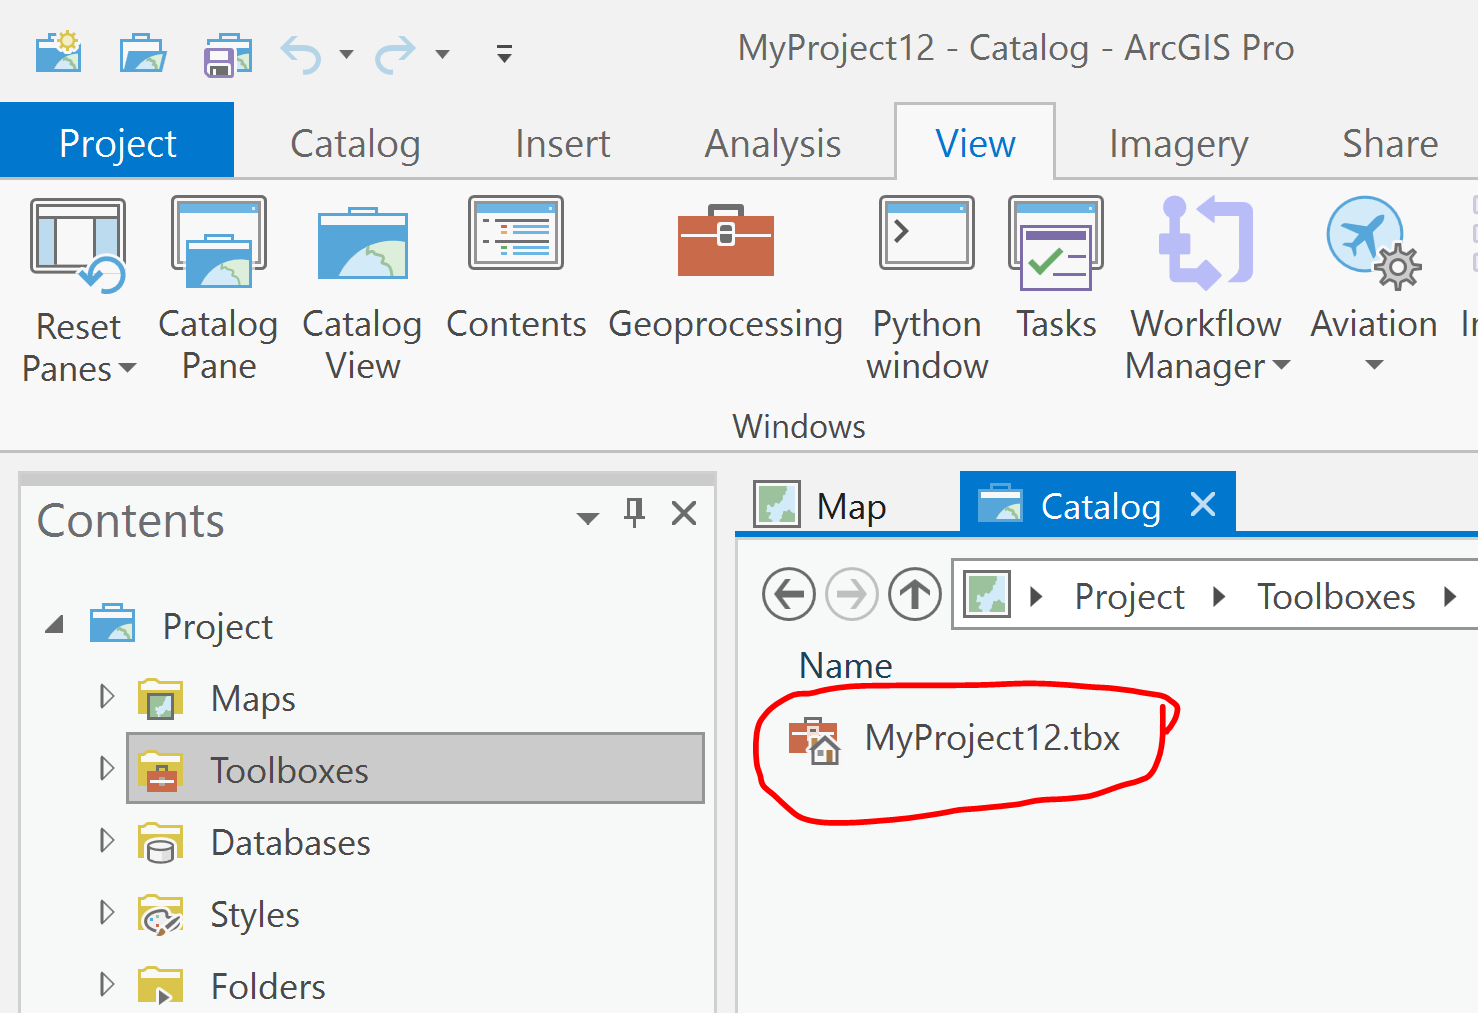 MyProject12 - Catalog - ArcGIS Pro
Project Catalog Insert Analysis View Imagery Share
Reset Panes
Catalog Pane
Catalog View
Contents
Geoprocessing
Python window
Tasks
Workflow Manager
Aviation
Windows
Contents
Map
Catalog
Project
Toolboxes
Name
MyProject12.tbx
Project
Maps
Toolboxes
Databases
Styles
Folders